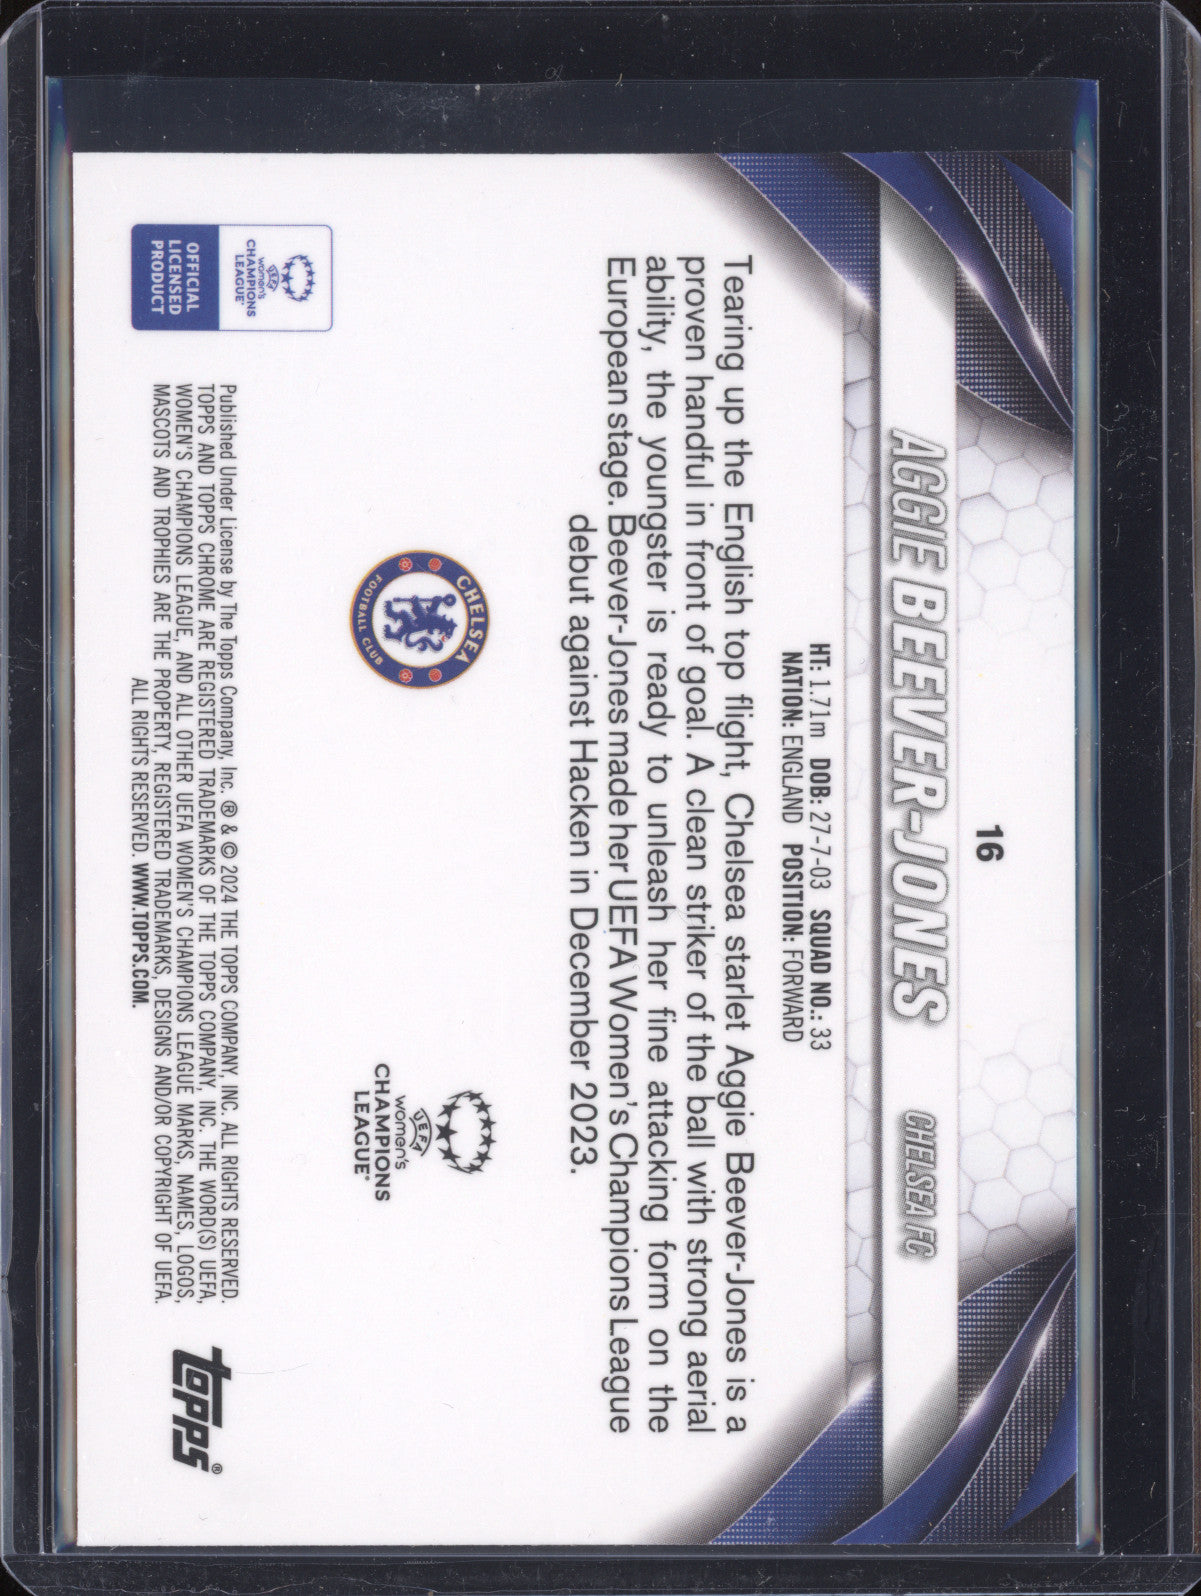 16
AGGIE BEEVER-JONES CHELSEA FC
HT: 1.71m DOB: 27-7-03 SQUAD NO.: 33
NATION: ENGLAND POSITION: FORWARD
Tearing up the English top flight, Chelsea starlet Aggie Beever-Jones is a
proven handful in front of goal. A clean striker of the ball with strong aerial
ability, the youngster is ready to unleash her fine attacking form on the
European stage. Beever-Jones made her UEFA Women's Champions League
debut against Hacken in December 2023.
CHELSEA
FOOTBALL CLUB
UEFA
women's
CHAMPIONS
LEAGUE®
UEFA
women's
CHAMPIONS
LEAGUE®
OFFICIAL
LICENSED
PRODUCT
Published Under License by The Topps Company, Inc. ® & © 2024 THE TOPPS COMPANY, INC. ALL RIGHTS RESERVED.
TOPPS AND TOPPS CHROME ARE REGISTERED TRADEMARKS OF THE TOPPS COMPANY, INC. THE WORD(S) UEFA,
WOMEN'S CHAMPIONS LEAGUE, AND ALL OTHER UEFA WOMEN'S CHAMPIONS LEAGUE MARKS, NAMES, LOGOS,
MASCOTS AND TROPHIES ARE THE PROPERTY, REGISTERED TRADEMARKS, DESIGNS AND/OR COPYRIGHT OF UEFA.
ALL RIGHTS RESERVED. WWW.TOPPS.COM.
topps®